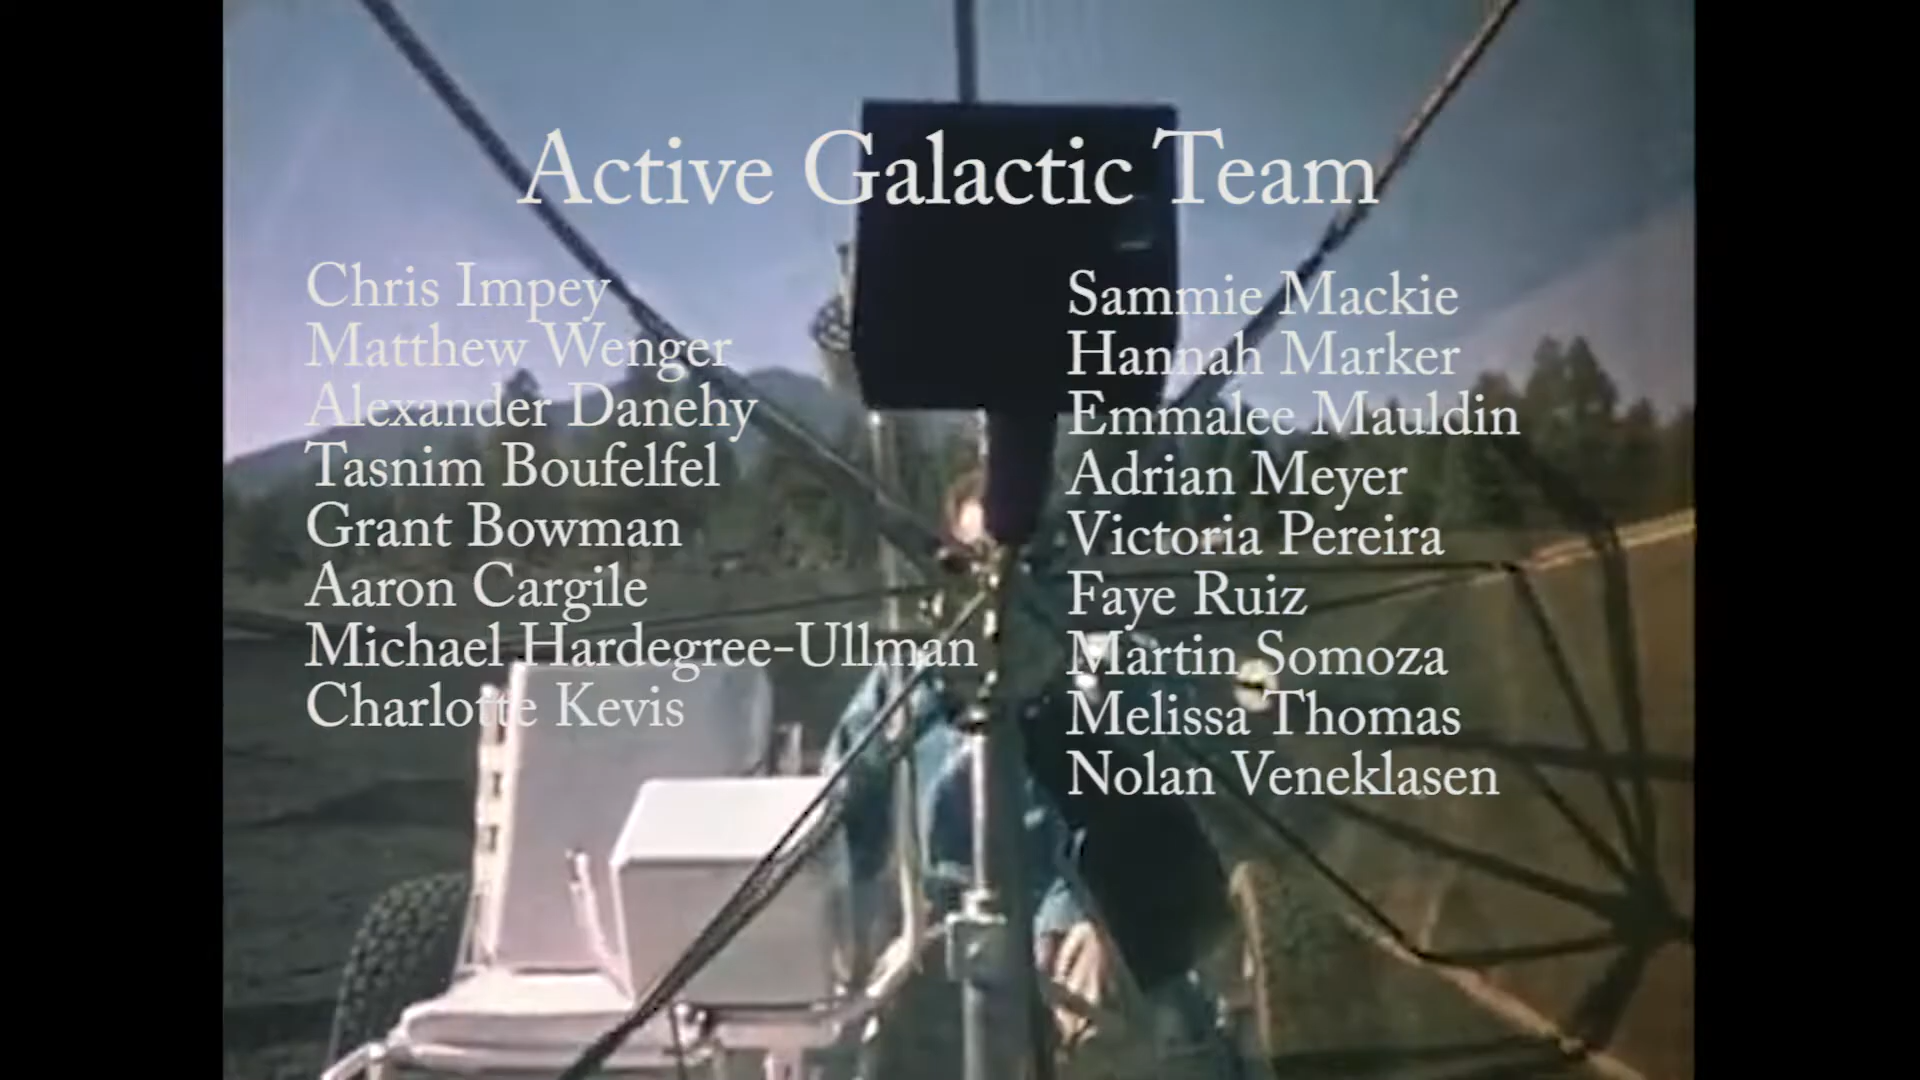 Active Galactic Team
Chris Impey
Matthew Wenger
Alexander Danehy
Tasnim Boufelfel
Grant Bowman
Aaron Cargile
Michael Hardegree-Ullman
Charlotte Kevis
Sammie Mackie
Hannah Marker
Emmalee Mauldin
Adrian Meyer
Victoria Pereira
Faye Ruiz
Martin Somoza
Melissa Thomas
Nolan Veneklasen